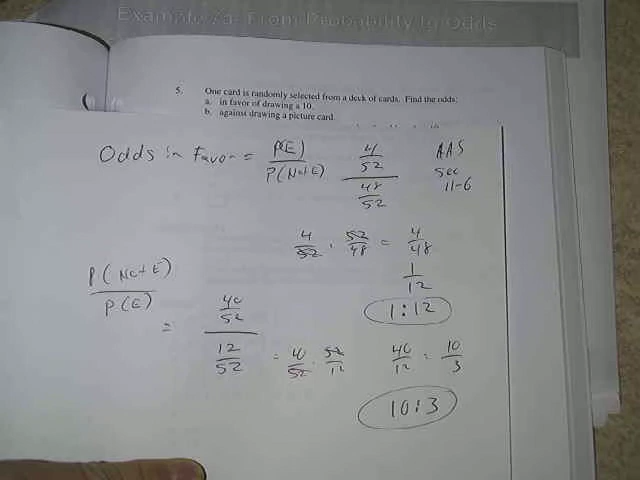 Example 7a: From Probability to Odds
5. One card is randomly selected from a deck of cards. Find the odds:
a. in favor of drawing a 10.
b. against drawing a picture card.
Odds in Favor = P(E) / P(Not E)
4/52
48/52
AAS
sec
11-6
4/52 · 52/48 = 4/48
1/12
1:12
P(Not E) / P(E)
=
40/52
12/52
= 40/52 · 52/12
40/12 = 10/3
10:3